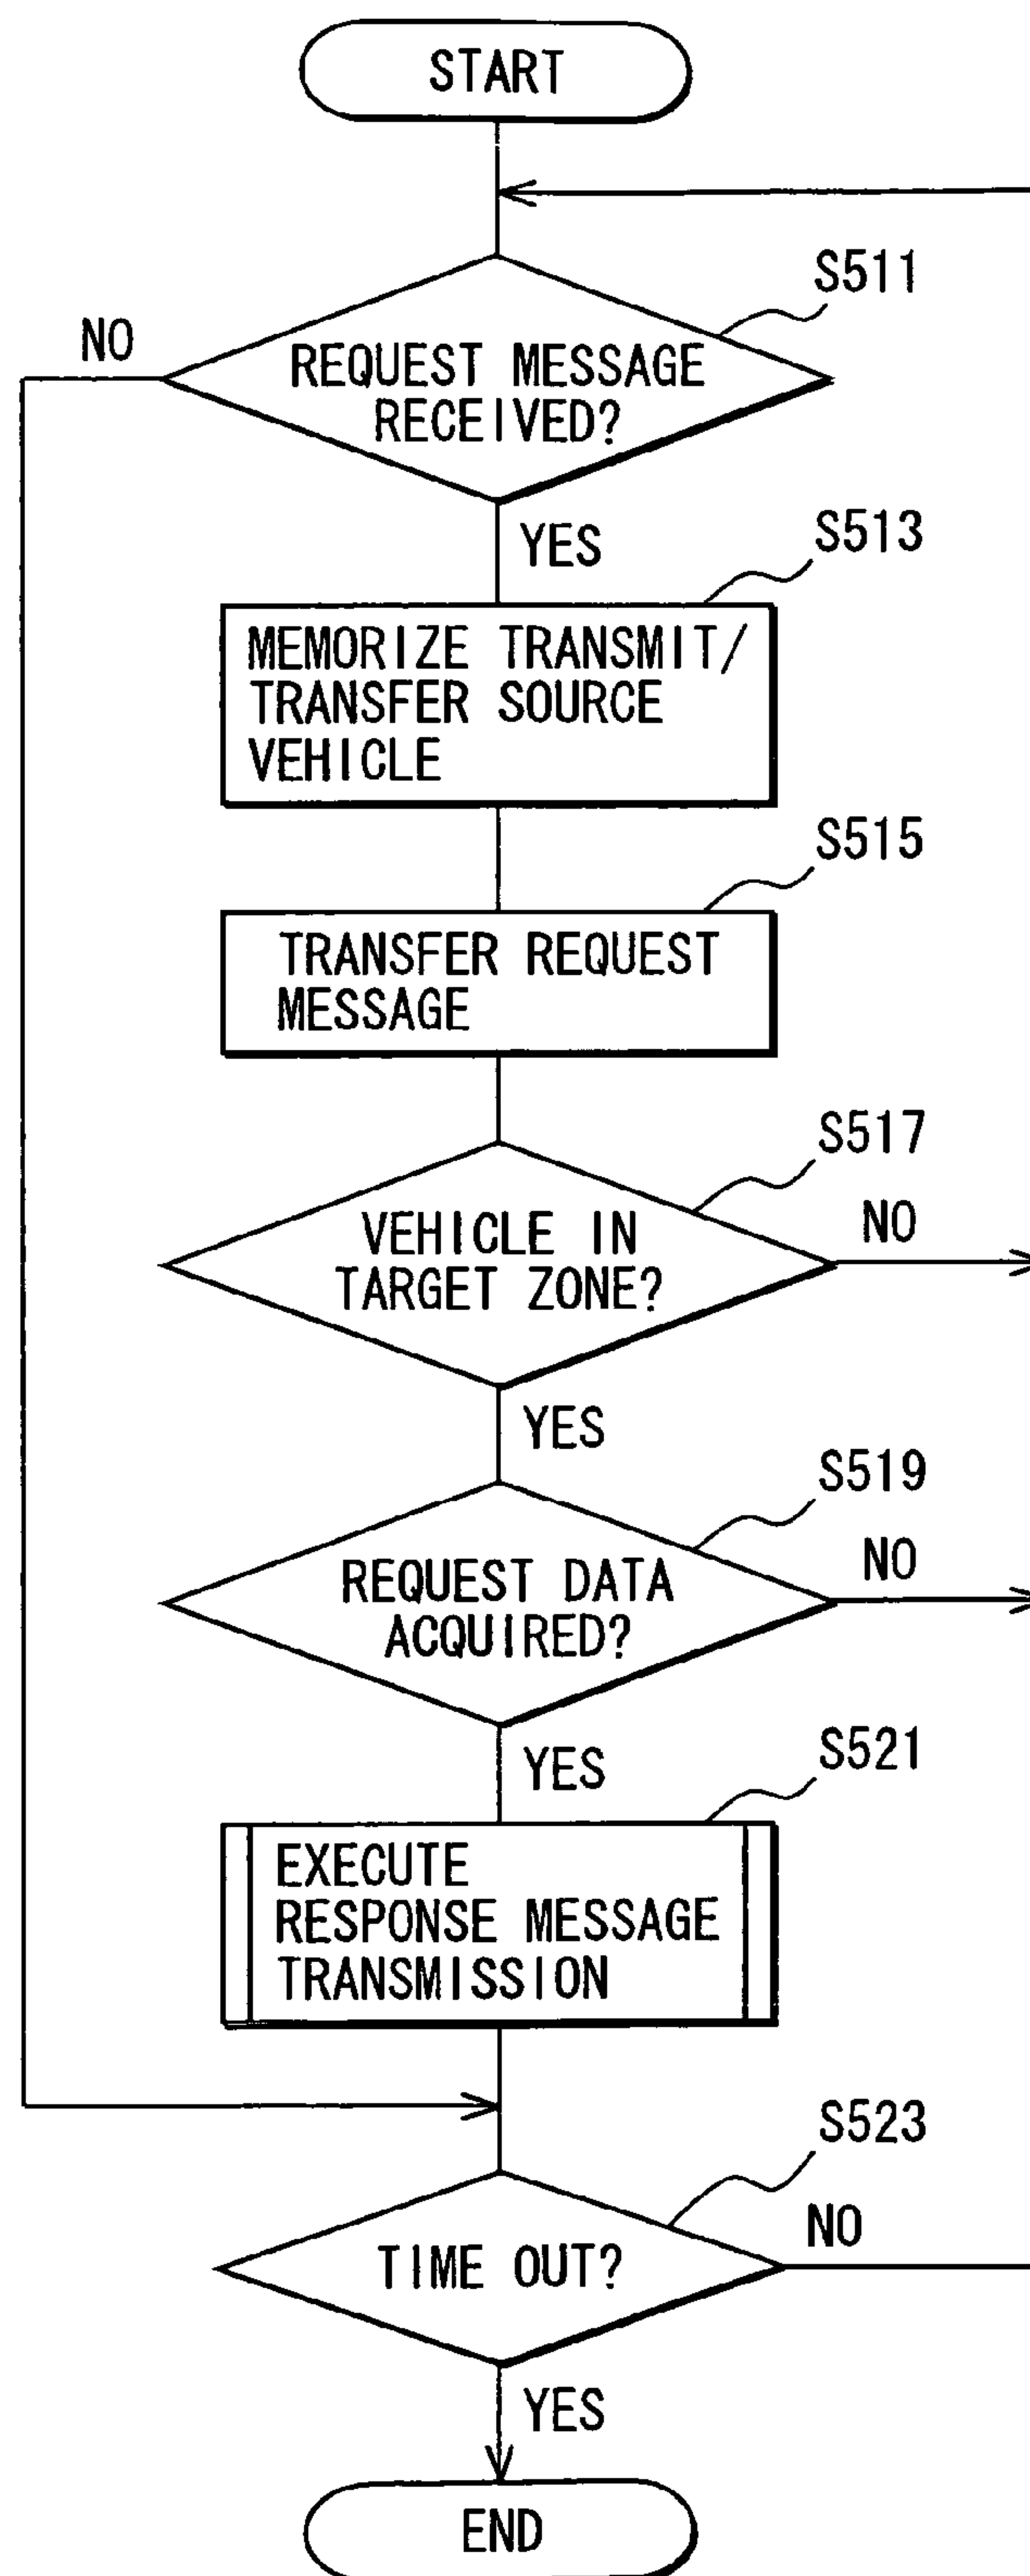 START
S511
NO
REQUEST MESSAGE
RECEIVED?
YES
S513
MEMORIZE TRANSMIT/
TRANSFER SOURCE
VEHICLE
S515
TRANSFER REQUEST
MESSAGE
S517
VEHICLE IN
TARGET ZONE?
NO
YES
S519
REQUEST DATA
ACQUIRED?
NO
YES
S521
EXECUTE
RESPONSE MESSAGE
TRANSMISSION
S523
TIME OUT?
NO
YES
END